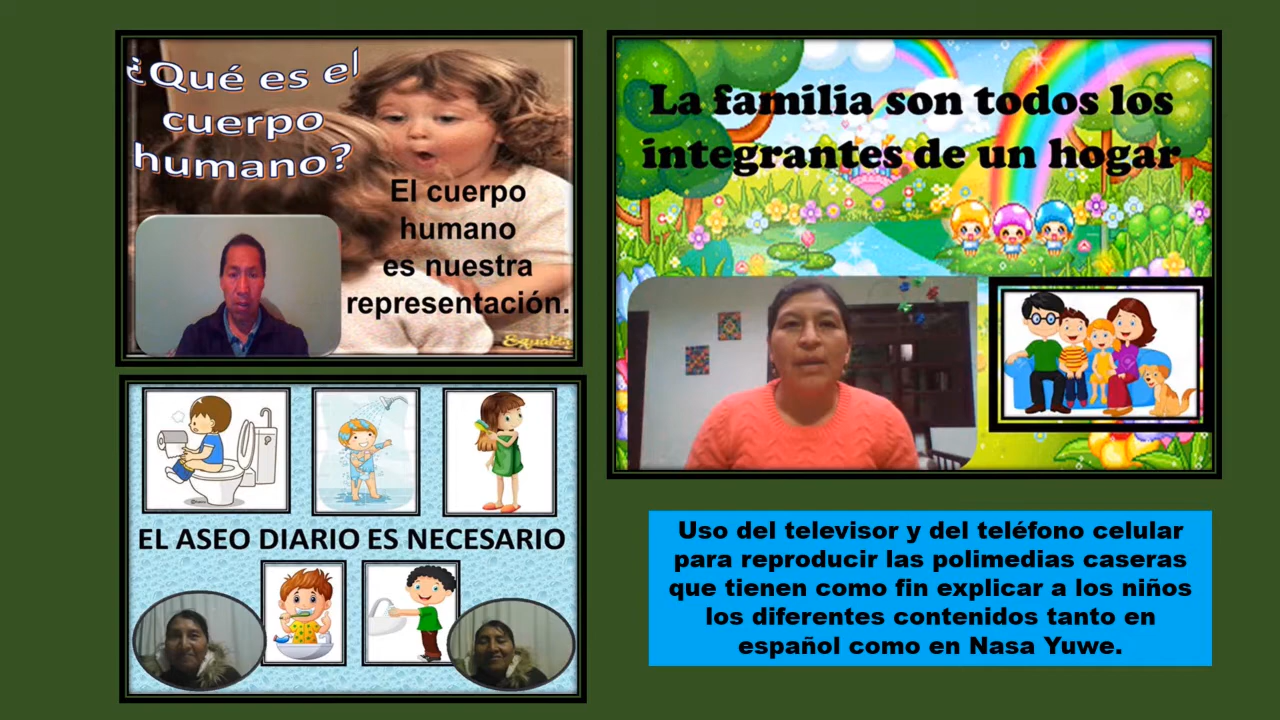 ¿Qué es el
cuerpo
humano?
El cuerpo
humano
es nuestra
representación.
La familia son todos los
integrantes de un hogar
EL ASEO DIARIO ES NECESARIO
Uso del televisor y del teléfono celular
para reproducir las polimedias caseras
que tienen como fin explicar a los niños
los diferentes contenidos tanto en
español como en Nasa Yuwe.